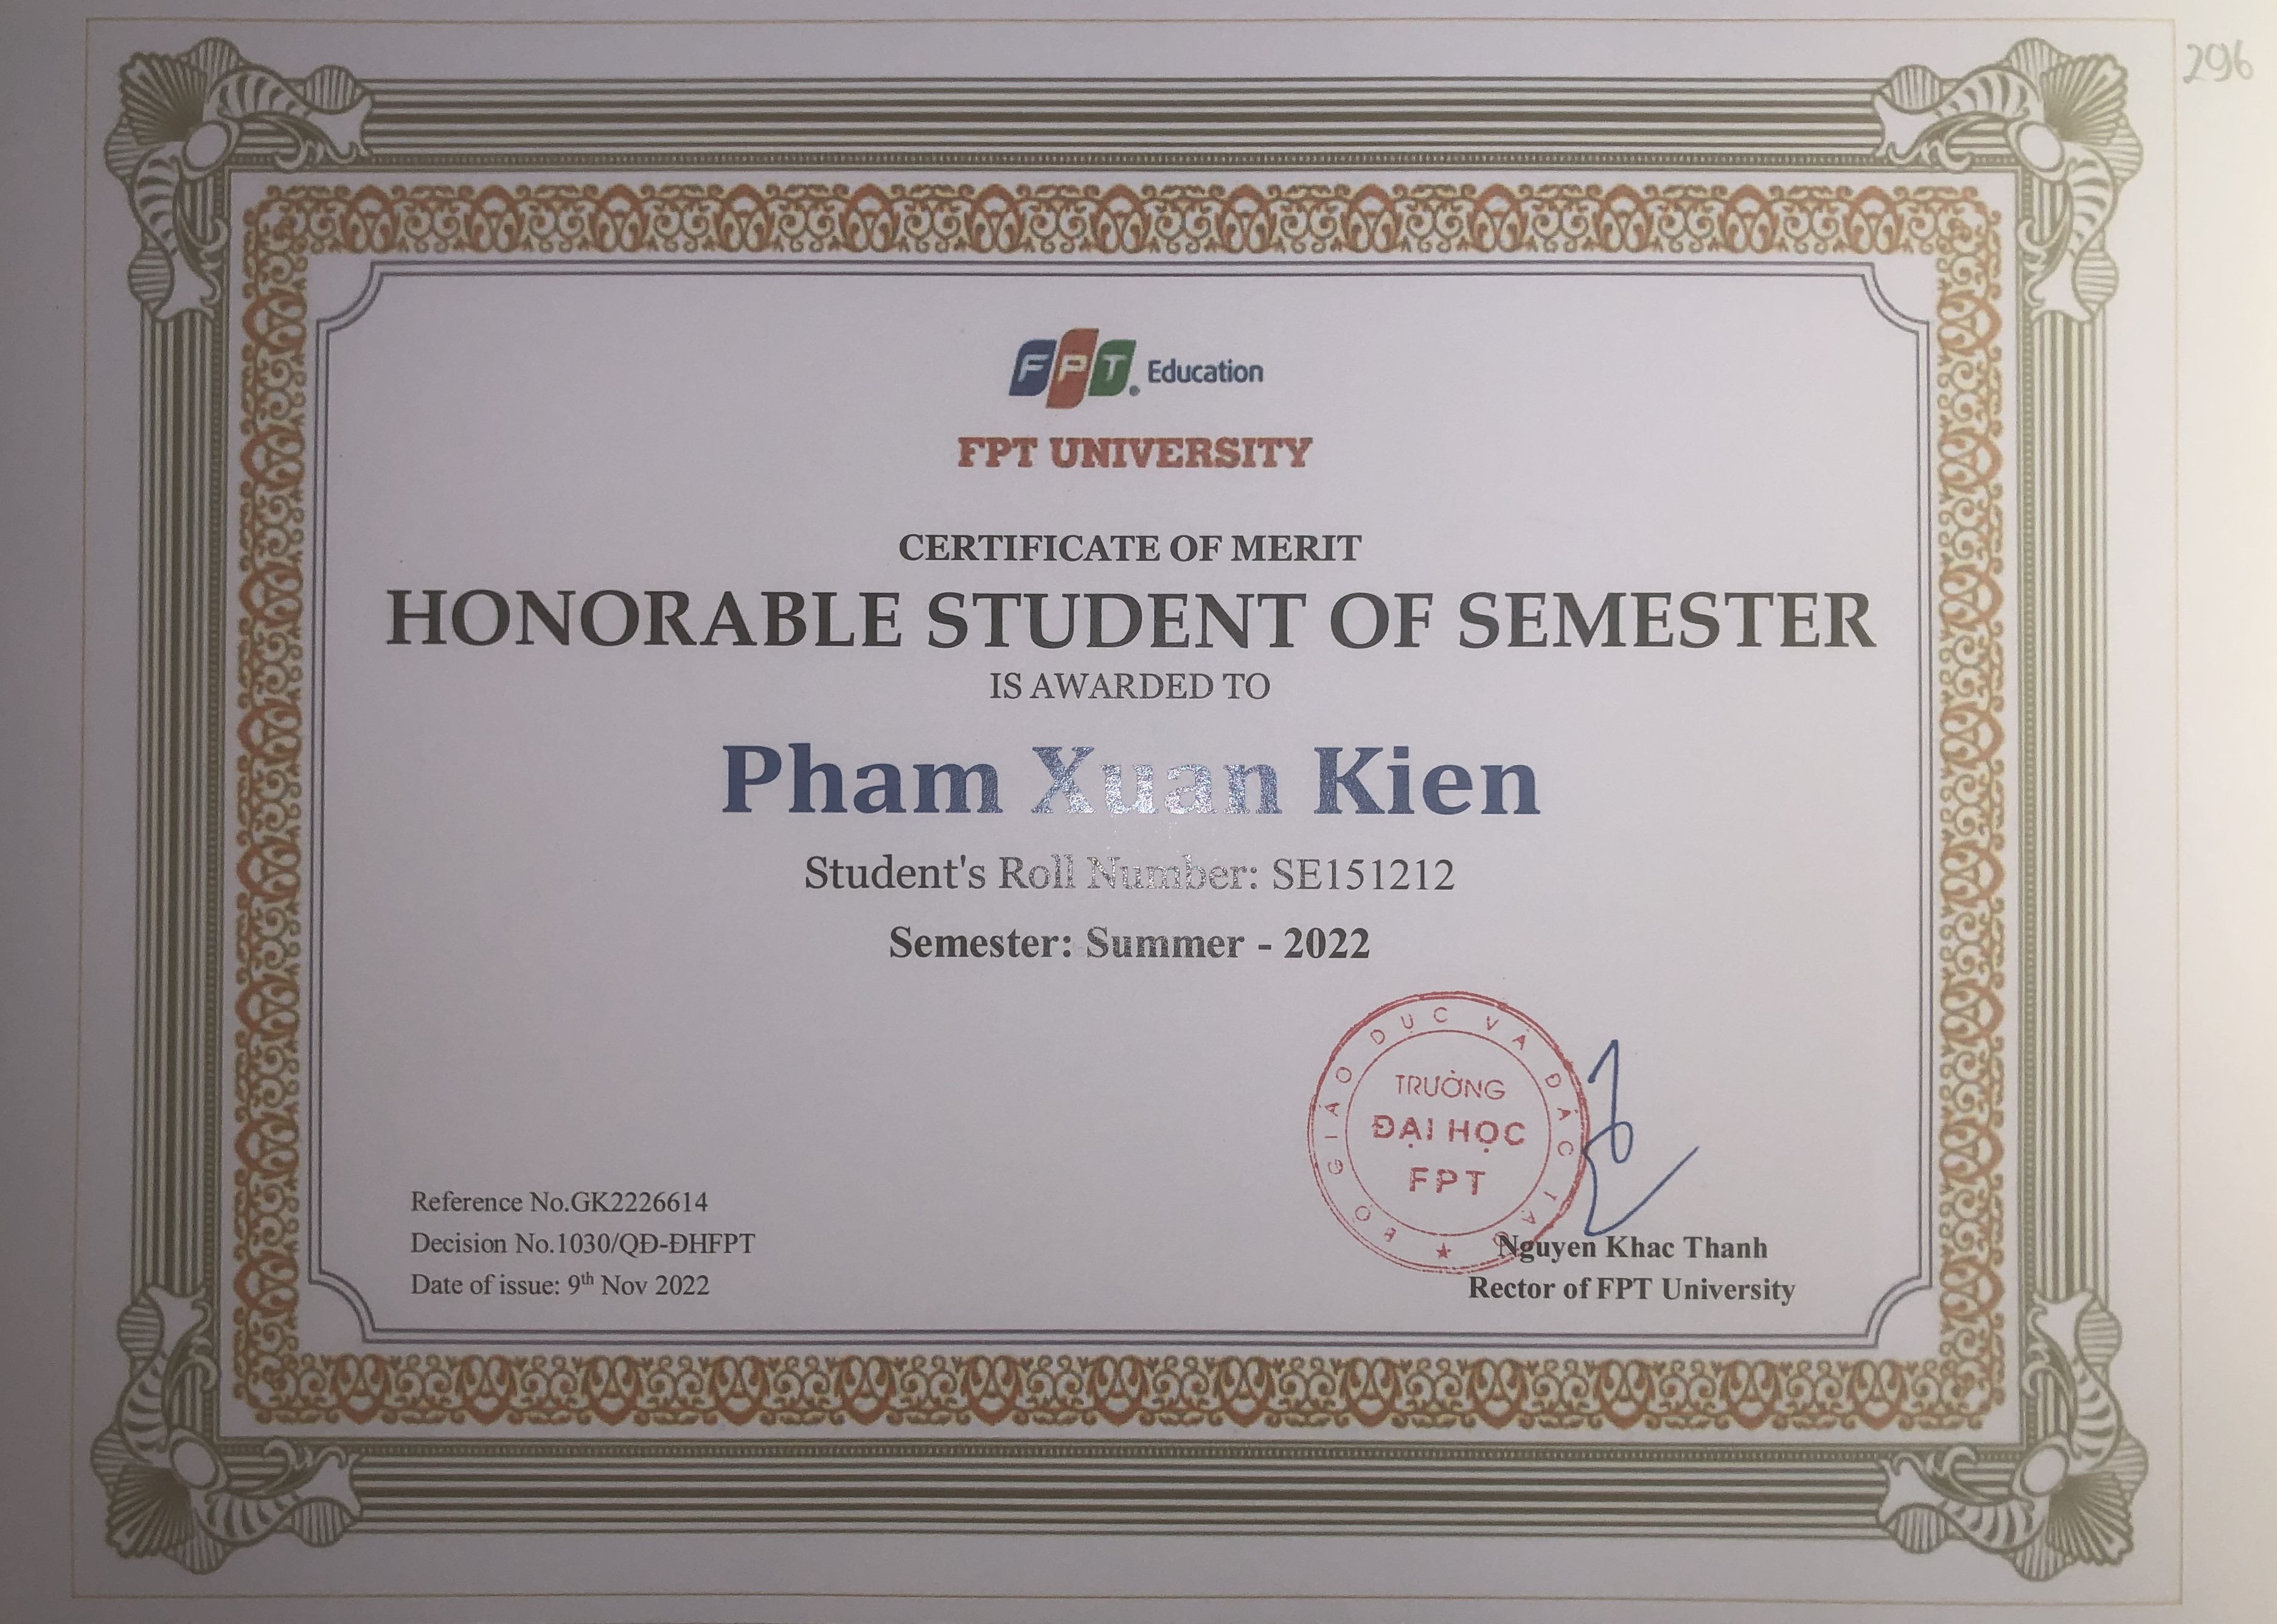 296
FPT Education
FPT UNIVERSITY
CERTIFICATE OF MERIT
HONORABLE STUDENT OF SEMESTER
IS AWARDED TO
Pham Xuan Kien
Student's Roll Number: SE151212
Semester: Summer - 2022
BỘ GIÁO DỤC VÀ ĐÀO TẠO
TRƯỜNG
ĐẠI HỌC
FPT
Reference No.GK2226614
Decision No.1030/QĐ-ĐHFPT
Date of issue: 9th Nov 2022
Nguyen Khac Thanh
Rector of FPT University